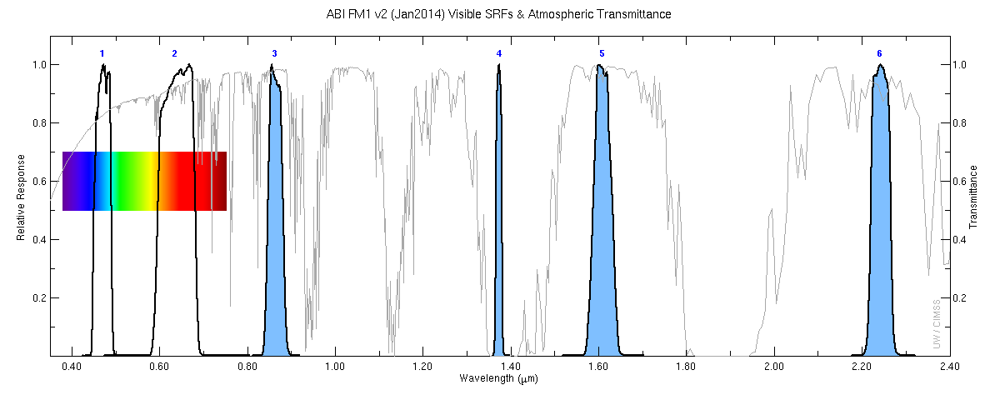 ABI FM1 v2 (Jan2014) Visible SRFs & Atmospheric Transmittance
1 2 3 4 5 6
1.0 1.0
0.8 0.8
0.6 0.6
0.4 0.4
0.2 0.2
Relative Response
Transmittance
UW / CIMSS
0.40 0.60 0.80 1.00 1.20 1.40 1.60 1.80 2.00 2.20 2.40
Wavelength (μm)